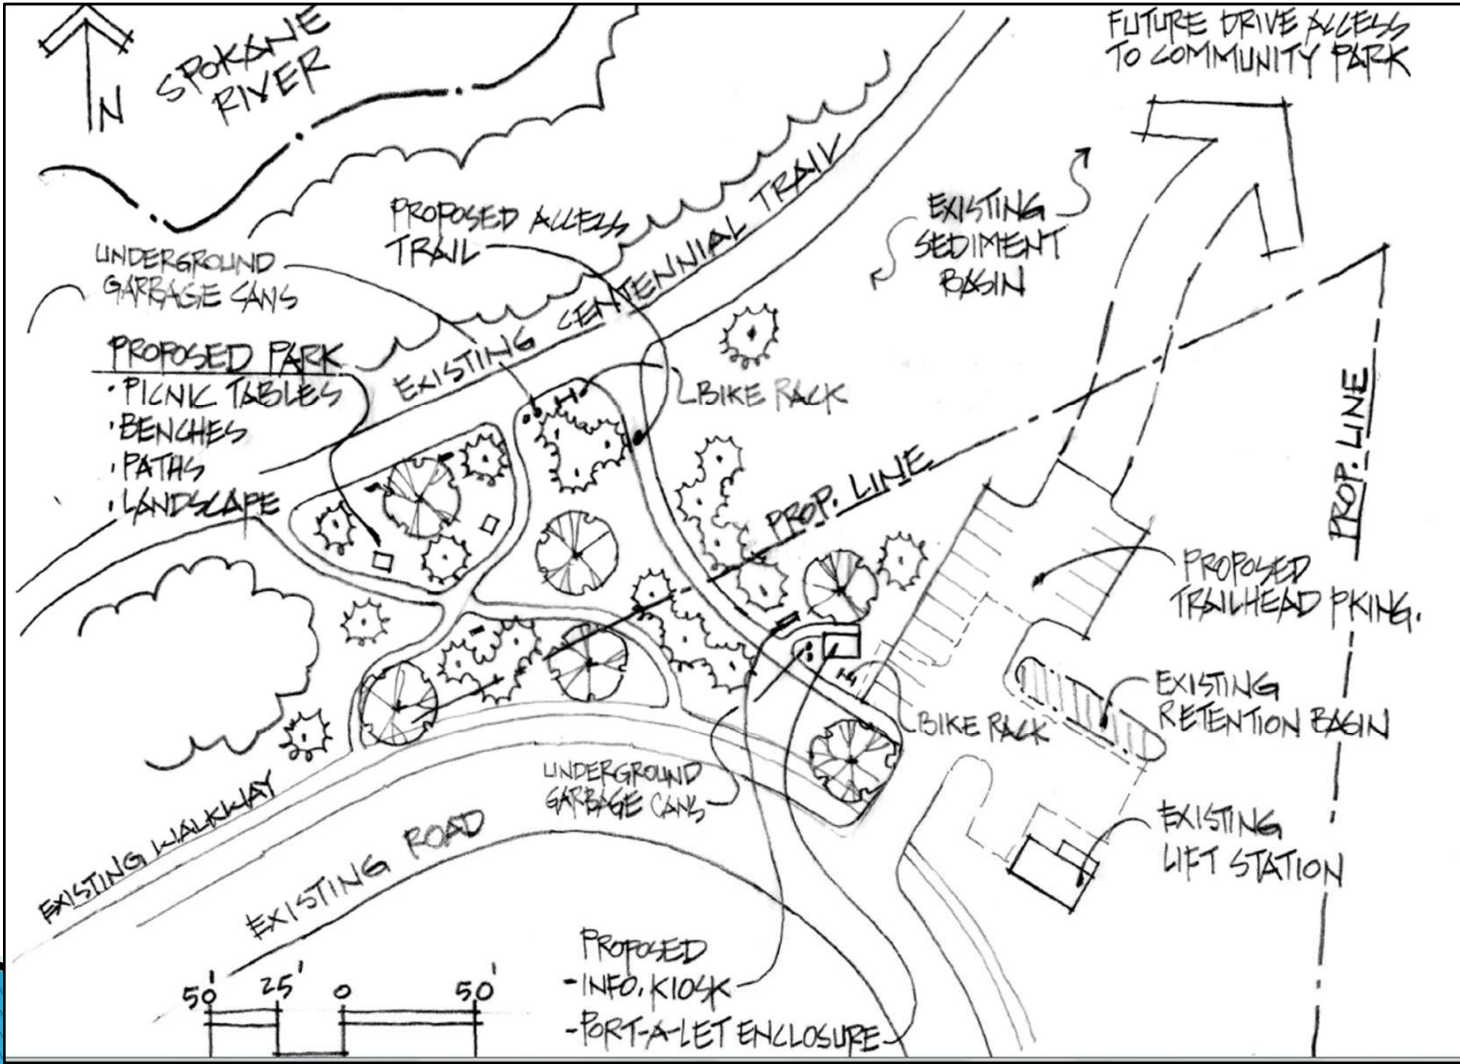 FUTURE DRIVE ACCESS
TO COMMUNITY PARK
N
SPOKANE
RIVER
PROPOSED ACCESS
TRAIL
EXISTING
SEDIMENT
BASIN
UNDERGROUND
GARBAGE CANS
EXISTING CENTENNIAL TRAIL
PROPOSED PARK
· PICNIC TABLES
· BENCHES
· PATHS
· LANDSCAPE
BIKE RACK
PROP. LINE
PROP. LINE
PROPOSED
TRAILHEAD PKING.
EXISTING
RETENTION BASIN
BIKE RACK
UNDERGROUND
GARBAGE CANS
EXISTING WALKWAY
EXISTING ROAD
EXISTING
LIFT STATION
PROPOSED
-INFO. KIOSK
-PORT-A-LET ENCLOSURE
50' 25' 0 50'